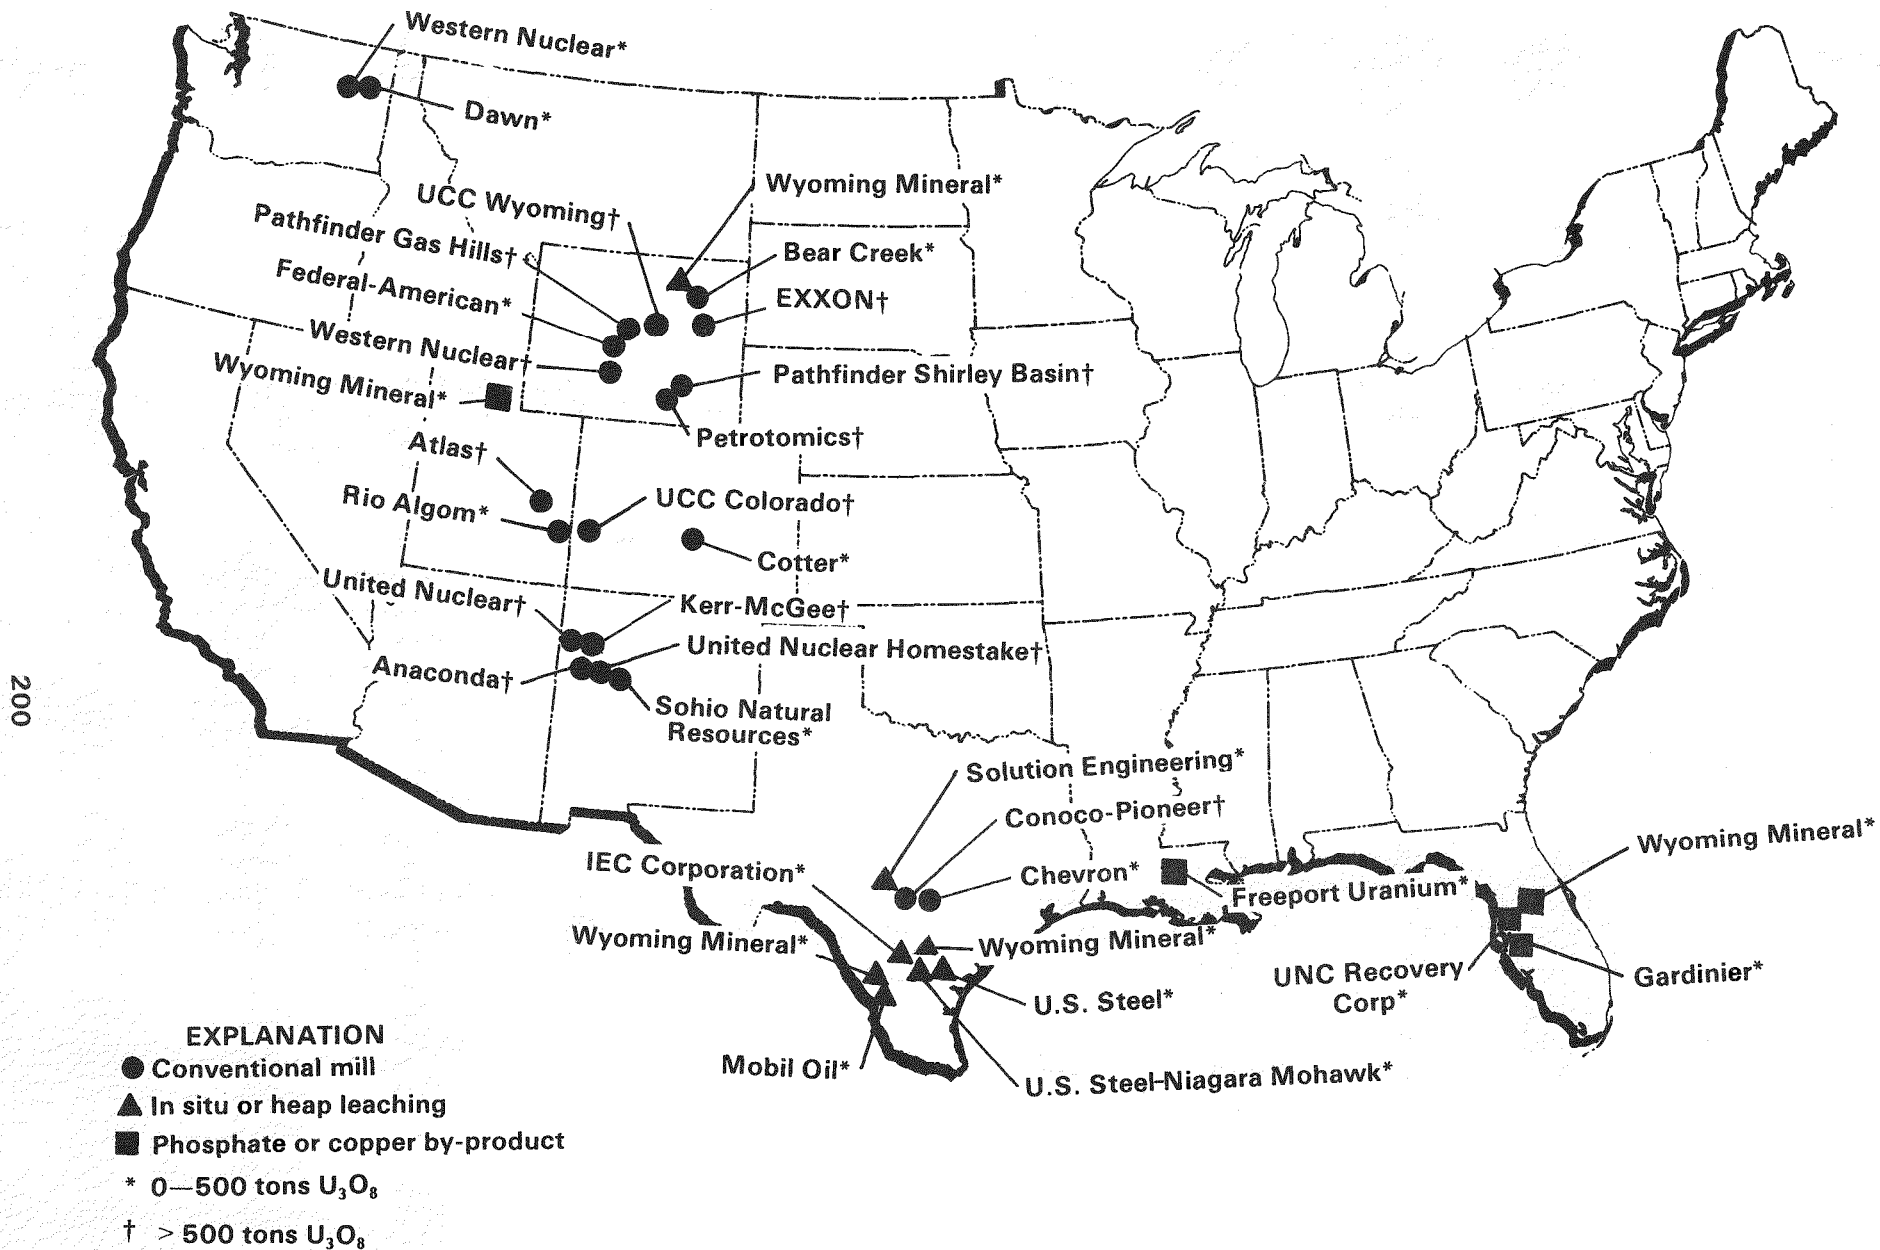 Western Nuclear*
Dawn*
Wyoming Mineral*
UCC Wyoming†
Pathfinder Gas Hills†
Bear Creek*
Federal-American*
EXXON†
Western Nuclear†
Wyoming Mineral*
Pathfinder Shirley Basin†
Petrotomics†
Atlas†
Rio Algom*
UCC Colorado†
Cotter*
United Nuclear†
Kerr-McGee†
United Nuclear Homestake†
Anaconda†
Sohio Natural
Resources*
200
Solution Engineering*
Conoco-Pioneer†
Wyoming Mineral*
IEC Corporation*
Chevron*
Freeport Uranium*
Wyoming Mineral*
Wyoming Mineral*
UNC Recovery
Corp*
Gardinier*
U.S. Steel*
Mobil Oil*
U.S. Steel-Niagara Mohawk*
EXPLANATION
Conventional mill
In situ or heap leaching
Phosphate or copper by-product
* 0—500 tons U₃O₈
† > 500 tons U₃O₈